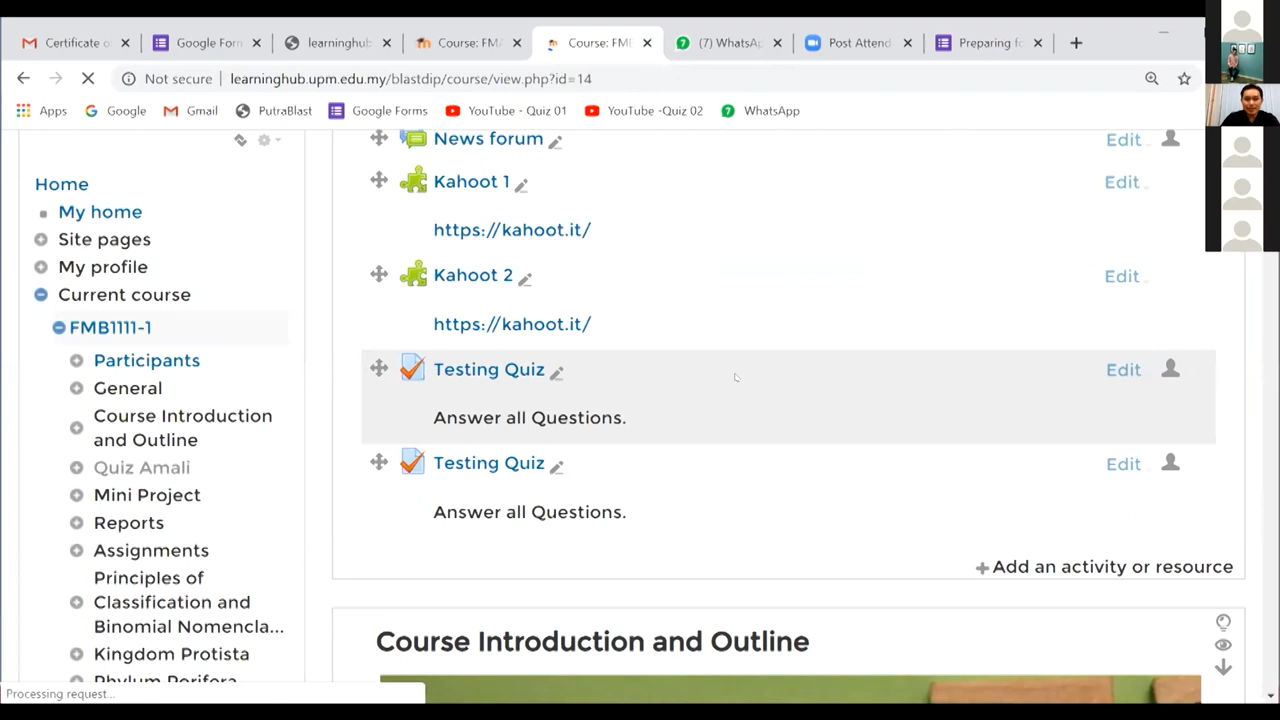 Certificate o
Google For
learninghub
Course: FMA
Course: FMB
(7) WhatsAp
Post Attend
Preparing fo
Not secure
learninghub.upm.edu.my/blastdip/course/view.php?id=14
Apps
Google
Gmail
PutraBlast
Google Forms
YouTube - Quiz 01
YouTube -Quiz 02
WhatsApp
Home
My home
Site pages
My profile
Current course
FMB1111-1
Participants
General
Course Introduction
and Outline
Quiz Amali
Mini Project
Reports
Assignments
Principles of
Classification and
Binomial Nomencla...
Kingdom Protista
Phylum Porifera
News forum
Edit
Kahoot 1
Edit
https://kahoot.it/
Kahoot 2
Edit
https://kahoot.it/
Testing Quiz
Edit
Answer all Questions.
Testing Quiz
Edit
Answer all Questions.
Add an activity or resource
Course Introduction and Outline
Processing request...